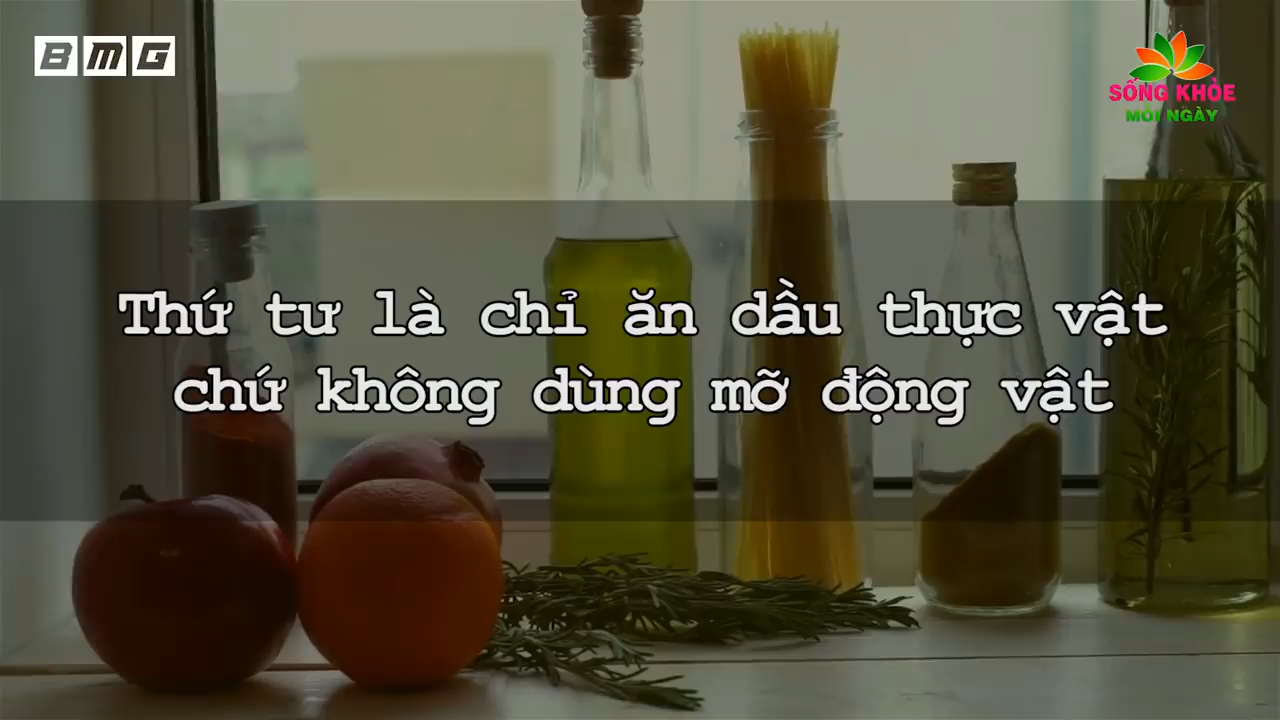 BMG
SỐNG KHỎE
MỖI NGÀY
Thứ tư là chỉ ăn dầu thực vật
chứ không dùng mỡ động vật